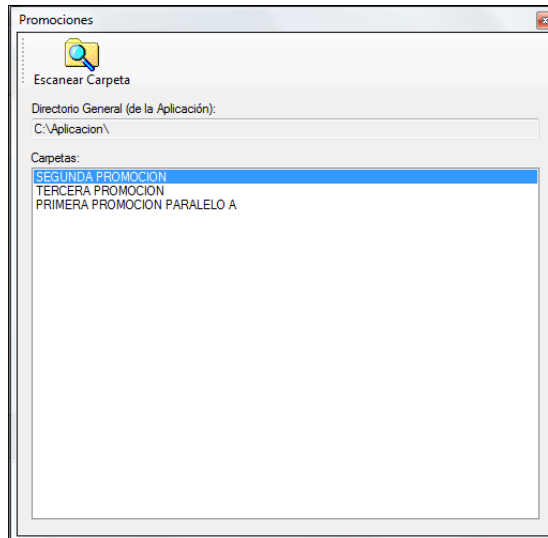 Promociones
Escanear Carpeta
Directorio General (de la Aplicación):
C:\Aplicacion\
Carpetas:
SEGUNDA PROMOCION
TERCERA PROMOCION
PRIMERA PROMOCION PARALELO A